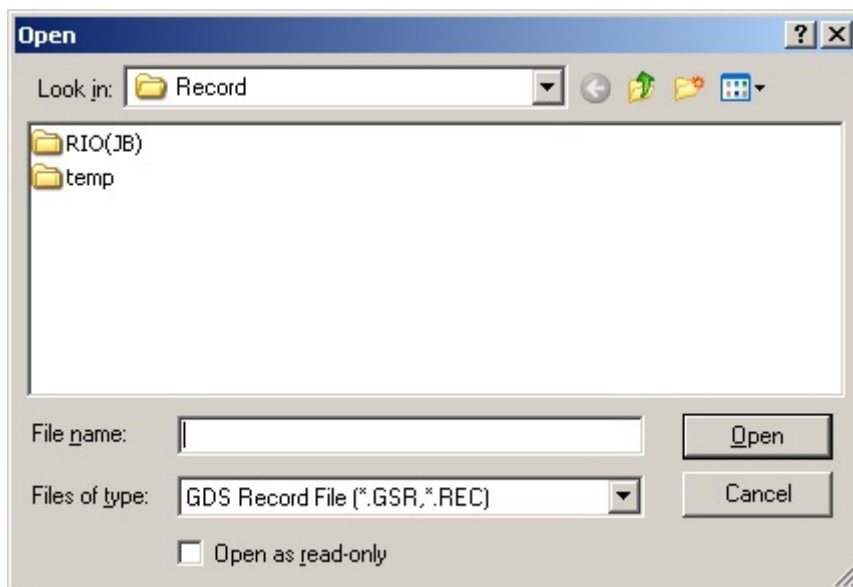 Open
Look in: Record
RIO(JB)
temp
File name: Open
Files of type: GDS Record File (*.GSR,*.REC) Cancel
Open as read-only